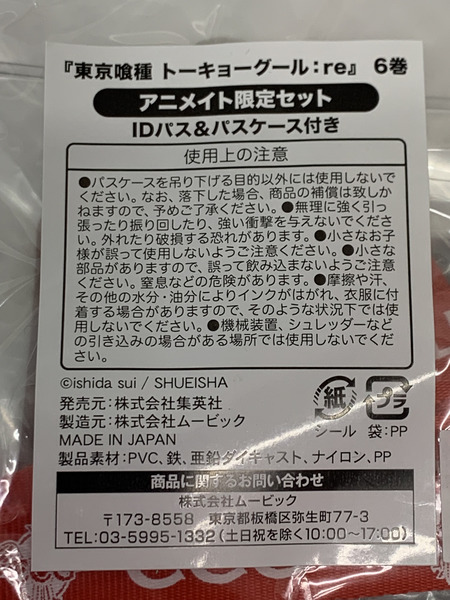 『東京喰種 トーキョーグール：re』 6巻
アニメイト限定セット
IDパス&パスケース付き
使用上の注意
●パスケースを吊り下げる目的以外には使用しないで
ください。なお、落下した場合、商品の補償は致しか
ねますので、予めご了承ください。●無理に強く引っ
張ったり振り回したり、強い衝撃を与えないでくださ
い。外れたり破損する恐れがあります。●小さなお子
様が誤って使用しないようご注意ください。●小さな
部品がありますので、誤って飲み込まないようご注意
ください。窒息などの危険があります。●摩擦や汗、
その他の水分・油分によりインクがはがれ、衣服に付
着する場合がありますので、そのような状況下では使
用しないでください。●機械装置、シュレッダーなど
の引き込みの場合がある場所では使用しないでください。
©ishida sui / SHUEISHA
発売元：株式会社集英社
製造元：株式会社ムービック
MADE IN JAPAN
製品素材：PVC、鉄、亜鉛ダイキャスト、ナイロン、PP
紙
プラ
シール 袋：PP
商品に関するお問い合わせ
株式会社ムービック
〒173-8558 東京都板橋区弥生町77-3
TEL:03-5995-1332（土日祝を除く10:00～17:00）